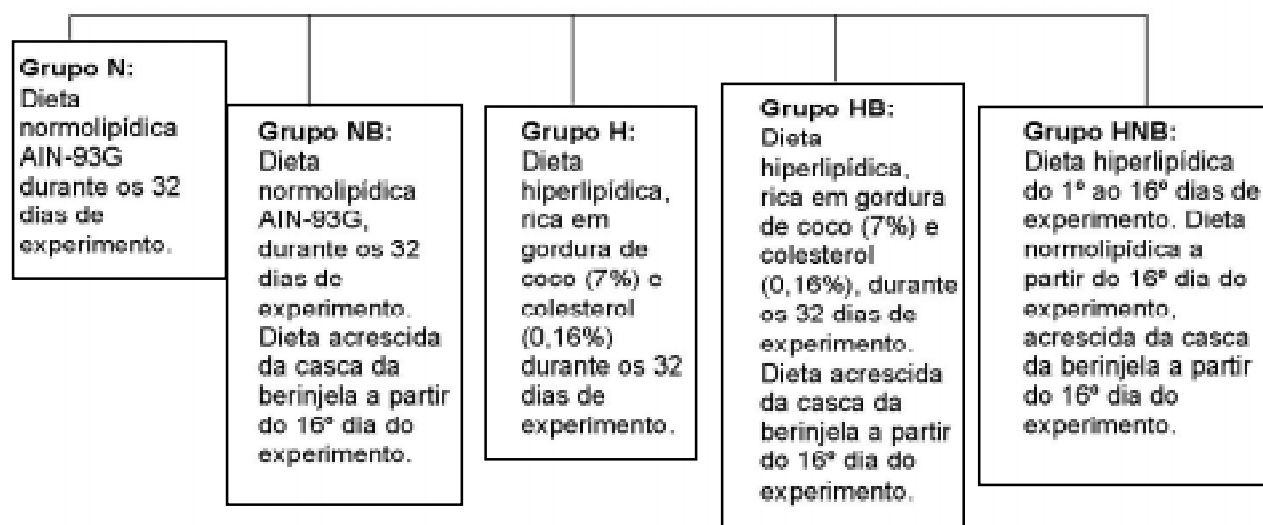 Grupo N:
Dieta
normolipídica
AIN-93G
durante os 32
dias de
experimento.
Grupo NB:
Dieta
normolipídica
AIN-93G,
durante os 32
dias de
experimento.
Dieta acrescida
da casca da
berinjela a partir
do 16º dia do
experimento.
Grupo H:
Dieta
hiperlipídica,
rica em
gordura de
coco (7%) e
colesterol
(0,16%)
durante os 32
dias de
experimento.
Grupo HB:
Dieta
hiperlipídica,
rica em gordura
de coco (7%) e
colesterol
(0,16%), durante
os 32 dias de
experimento.
Dieta acrescida
da casca da
berinjela a partir
do 16º dia do
experimento.
Grupo HNB:
Dieta hiperlipídica
do 1º ao 16º dias de
experimento. Dieta
normolipídica a
partir do 16º dia do
experimento,
acrescida da casca
da berinjela a partir
do 16º dia do
experimento.